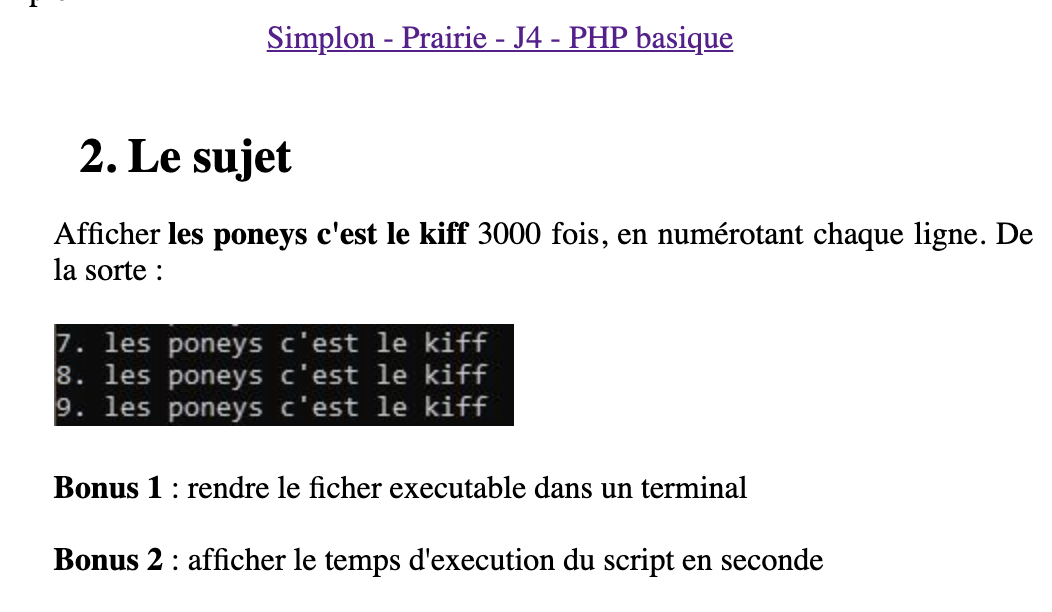 Simplon - Prairie - J4 - PHP basique
2. Le sujet
Afficher les poneys c'est le kiff 3000 fois, en numérotant chaque ligne. De
la sorte :
7. les poneys c'est le kiff
8. les poneys c'est le kiff
9. les poneys c'est le kiff
Bonus 1 : rendre le ficher executable dans un terminal
Bonus 2 : afficher le temps d'execution du script en seconde